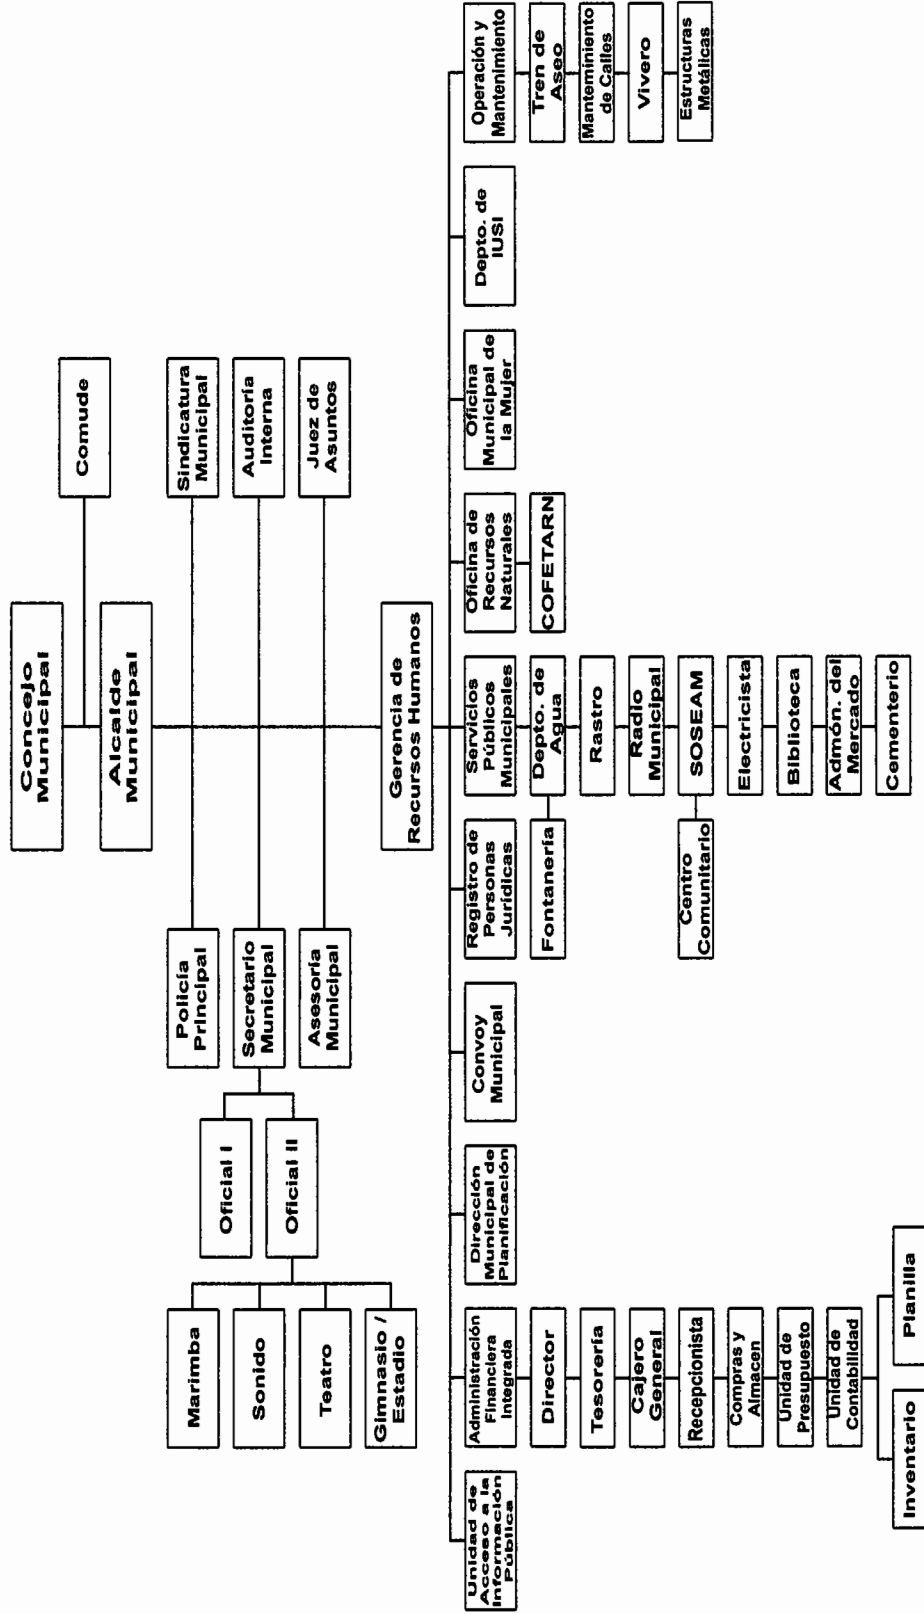 Concejo
Municipal
Comude
Alcalde
Municipal
Policía
Principal
Sindicatura
Municipal
Secretario
Municipal
Auditoría
Interna
Asesoría
Municipal
Juez de
Asuntos
Oficial I
Oficial II
Marimba
Sonido
Teatro
Gimnasio /
Estadio
Gerencia de
Recursos Humanos
Unidad de
Acceso a la
Información
Pública
Administración
Financiera
Integrada
Director
Tesorería
Cajero
General
Recepcionista
Compras y
Almacen
Unidad de
Presupuesto
Unidad de
Contabilidad
Inventario
Planilla
Dirección
Municipal de
Planificación
Convoy
Municipal
Registro de
Personas
Jurídicas
Servicios
Públicos
Municipales
Fontanería
Depto. de
Agua
Rastro
Radio
Municipal
Centro
Comunitario
SOSEAM
Electricista
Biblioteca
Admón. del
Mercado
Cementerio
Oficina de
Recursos
Naturales
COFETARN
Oficina
Municipal de
la Mujer
Depto. de
IUSI
Operación y
Mantenimiento
Tren de
Aseo
Manteminiento
de Calles
Vivero
Estructuras
Metálicas